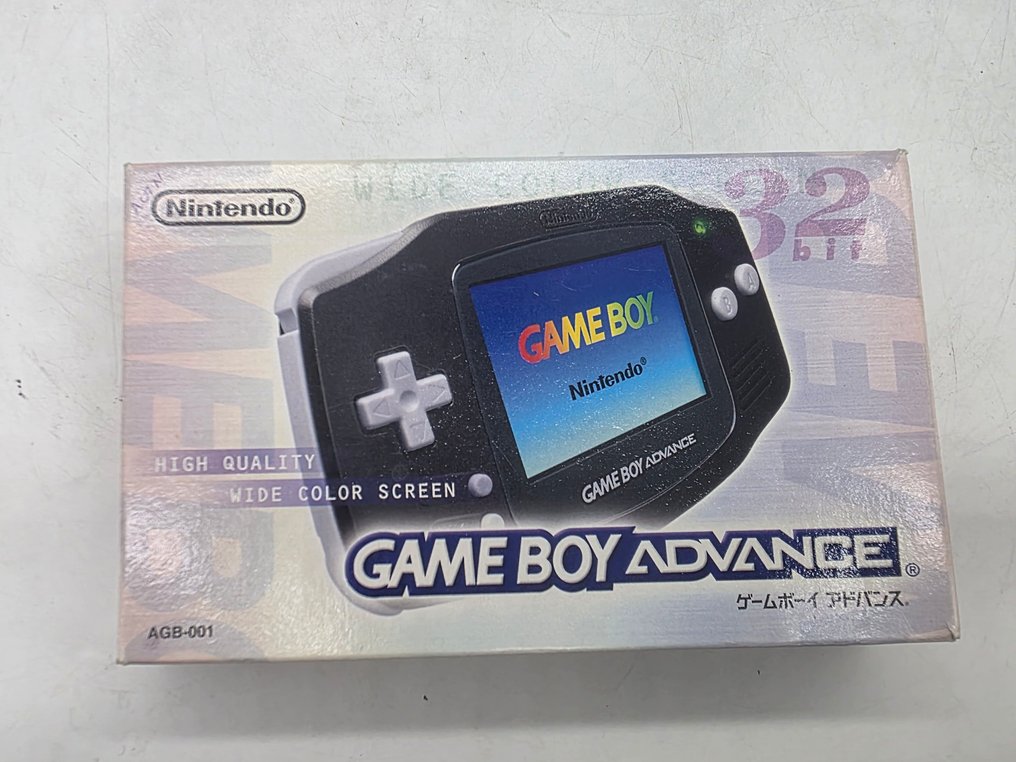 Nintendo®
WIDE COLOR
32
bit
Nintendo
A
B
GAME BOY®
Nintendo®
GAME BOY ADVANCE
HIGH QUALITY
WIDE COLOR SCREEN
GAME BOY ADVANCE®
ゲームボーイ アドバンス®
AGB-001